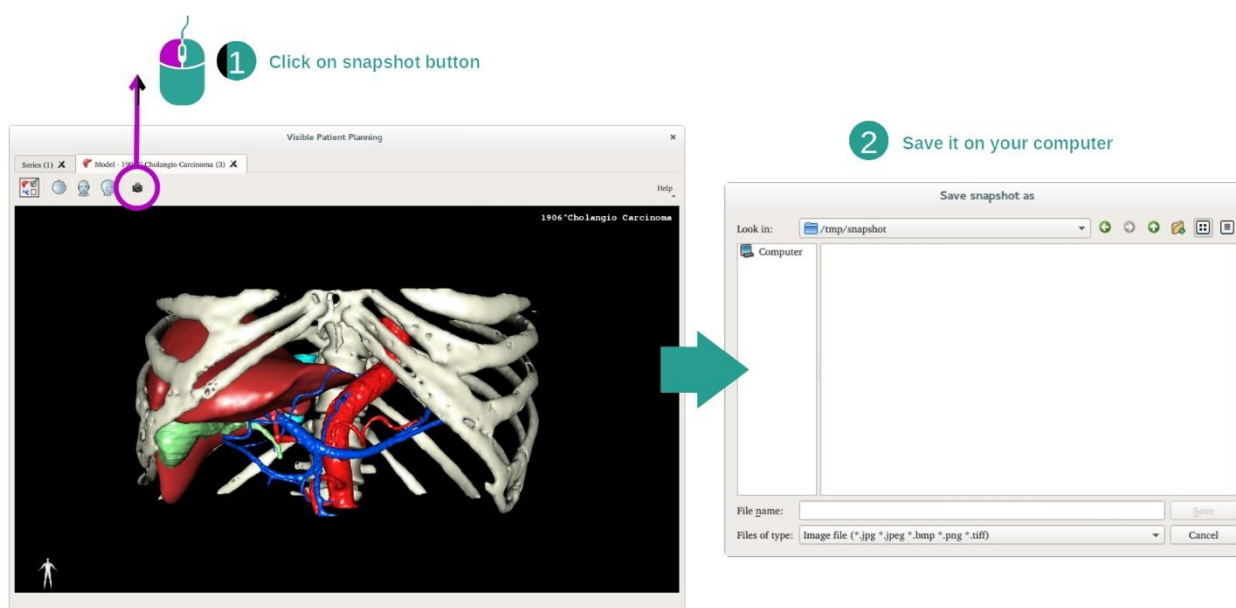 1 Click on snapshot button
Visible Patient Planning
Series (1)
Cholangio Carcinoma (3)
Help
1906^Cholangio Carcinoma
2 Save it on your computer
Save snapshot as
Look in: /tmp/snapshot
Computer
File name: Save
Files of type: Image file (*.jpg *.jpeg *.bmp *.png *.tiff) Cancel